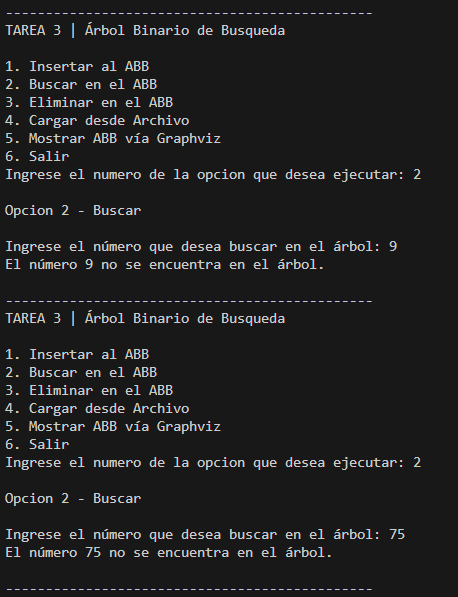 ----------------------------------------------
TAREA 3 | Árbol Binario de Busqueda
1. Insertar al ABB
2. Buscar en el ABB
3. Eliminar en el ABB
4. Cargar desde Archivo
5. Mostrar ABB vía Graphviz
6. Salir
Ingrese el numero de la opcion que desea ejecutar: 2
Opcion 2 - Buscar
Ingrese el número que desea buscar en el árbol: 9
El número 9 no se encuentra en el árbol.
----------------------------------------------
TAREA 3 | Árbol Binario de Busqueda
1. Insertar al ABB
2. Buscar en el ABB
3. Eliminar en el ABB
4. Cargar desde Archivo
5. Mostrar ABB vía Graphviz
6. Salir
Ingrese el numero de la opcion que desea ejecutar: 2
Opcion 2 - Buscar
Ingrese el número que desea buscar en el árbol: 75
El número 75 no se encuentra en el árbol.
----------------------------------------------